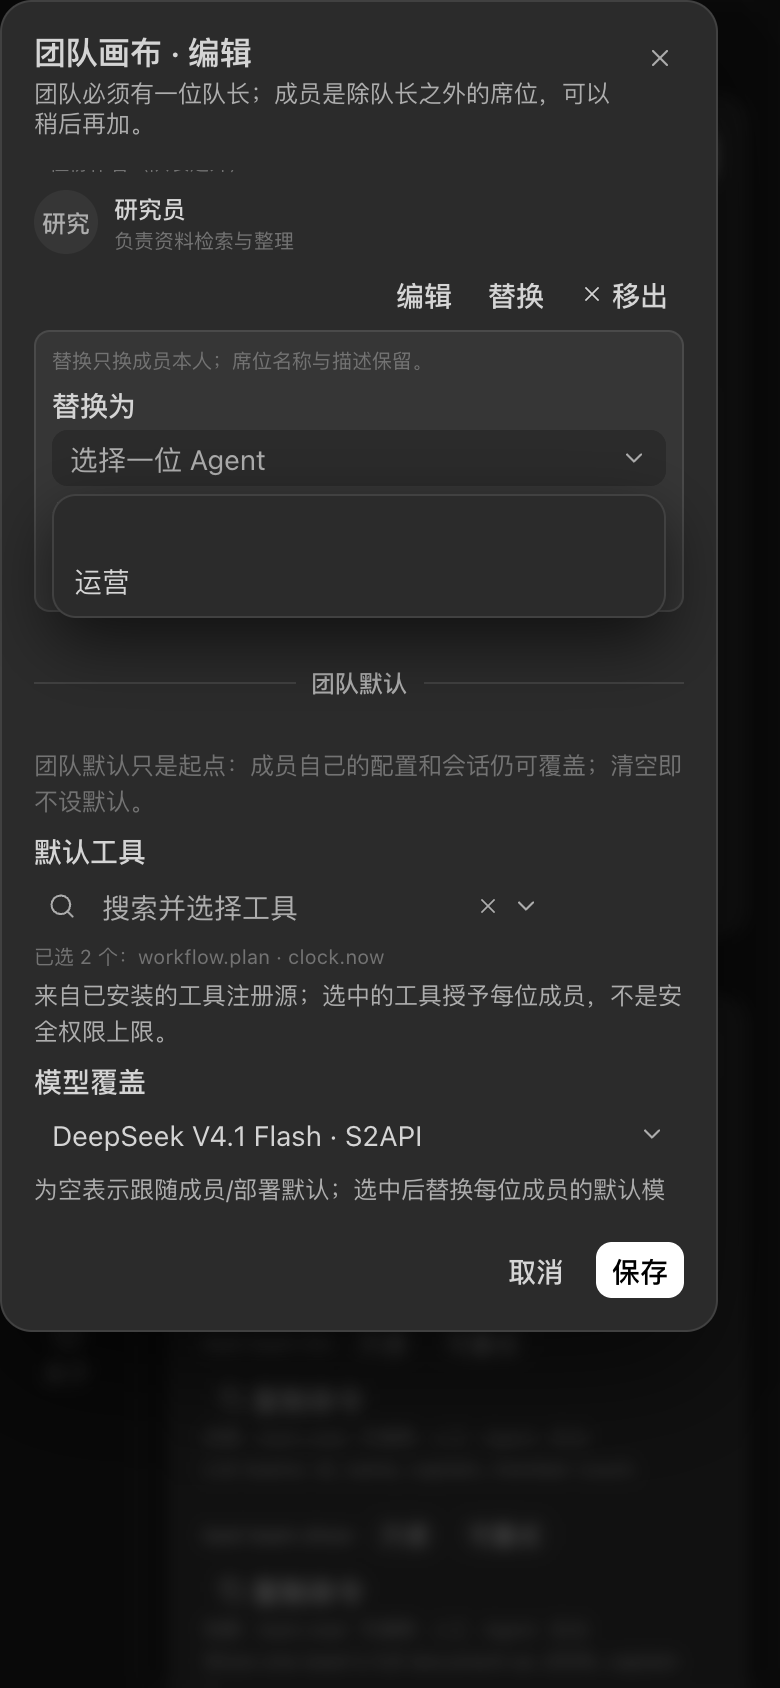 团队画布 · 编辑
团队必须有一位队长；成员是除队长之外的席位，可以
稍后再加。
研究
研究员
负责资料检索与整理
编辑 替换 × 移出
替换只换成员本人；席位名称与描述保留。
替换为
选择一位 Agent
运营
团队默认
团队默认只是起点：成员自己的配置和会话仍可覆盖；清空即
不设默认。
默认工具
搜索并选择工具
已选 2 个：workflow.plan · clock.now
来自已安装的工具注册源；选中的工具授予每位成员，不是安
全权限上限。
模型覆盖
DeepSeek V4.1 Flash · S2API
为空表示跟随成员/部署默认；选中后替换每位成员的默认模
取消 保存